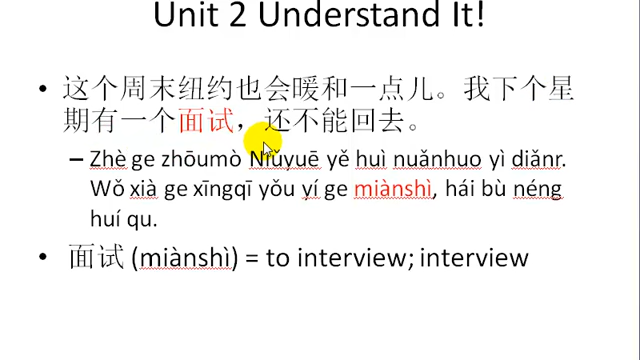 Unit 2 Understand It!
• 这个周末纽约也会暖和一点儿。我下个星
期有一个面试，还不能回去。
– Zhè ge zhōumò Niǔyuē yě huì nuǎnhuo yì diǎnr.
Wǒ xià ge xīngqī yǒu yí ge miànshì, hái bù néng
huí qu.
• 面试 (miànshì) = to interview; interview